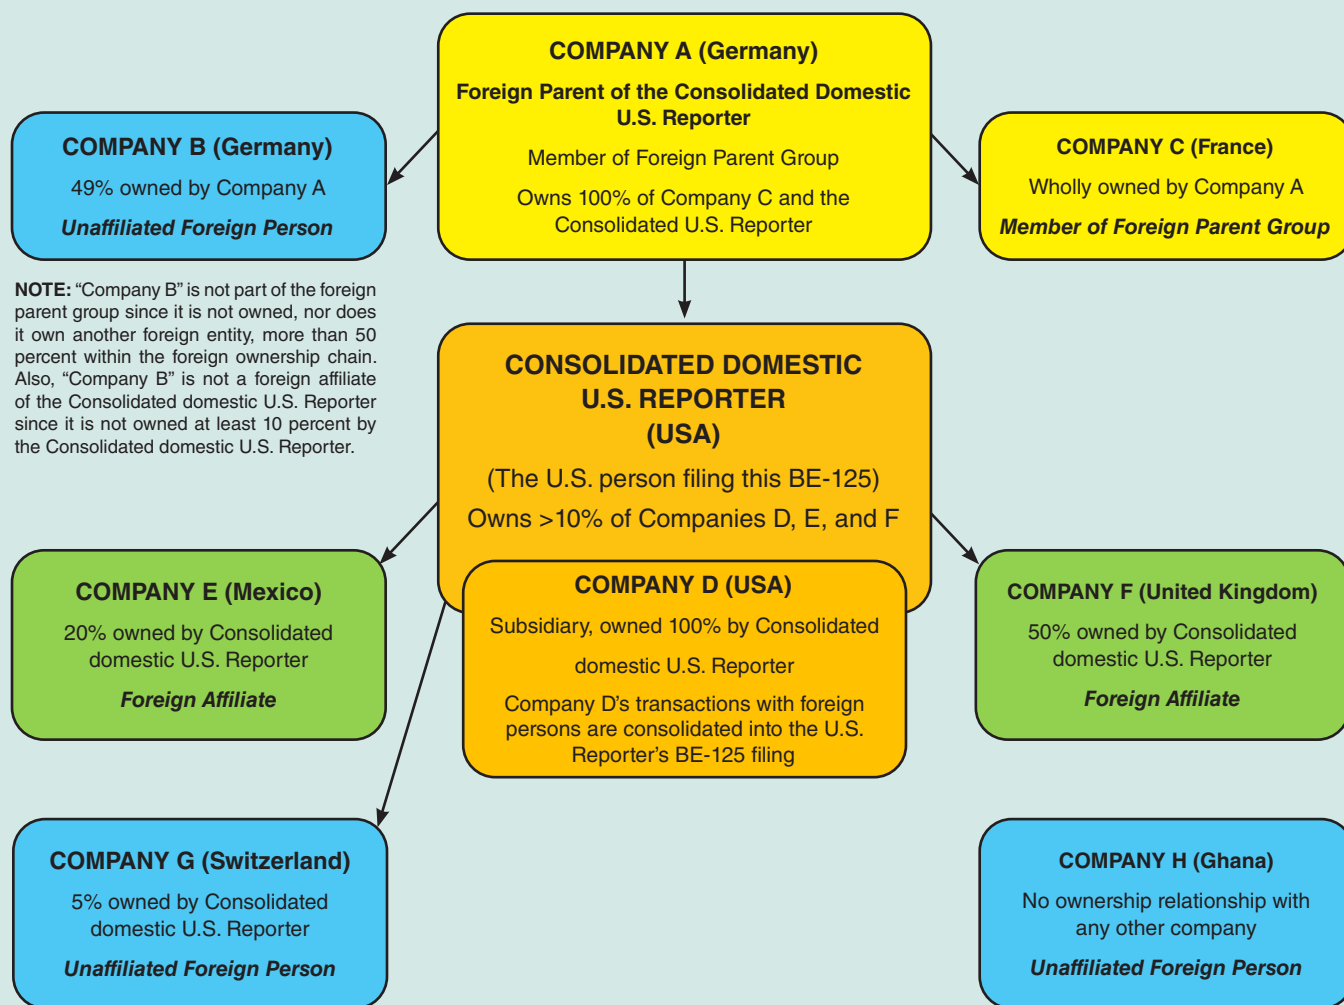 COMPANY A (Germany)
Foreign Parent of the Consolidated Domestic
U.S. Reporter
Member of Foreign Parent Group
Owns 100% of Company C and the
Consolidated U.S. Reporter
COMPANY B (Germany)
49% owned by Company A
Unaffiliated Foreign Person
COMPANY C (France)
Wholly owned by Company A
Member of Foreign Parent Group
NOTE: “Company B” is not part of the foreign
parent group since it is not owned, nor does
it own another foreign entity, more than 50
percent within the foreign ownership chain.
Also, “Company B” is not a foreign affiliate
of the Consolidated domestic U.S. Reporter
since it is not owned at least 10 percent by
the Consolidated domestic U.S. Reporter.
CONSOLIDATED DOMESTIC
U.S. REPORTER
(USA)
(The U.S. person filing this BE-125)
Owns >10% of Companies D, E, and F
COMPANY E (Mexico)
20% owned by Consolidated
domestic U.S. Reporter
Foreign Affiliate
COMPANY D (USA)
Subsidiary, owned 100% by Consolidated
domestic U.S. Reporter
Company D’s transactions with foreign
persons are consolidated into the U.S.
Reporter’s BE-125 filing
COMPANY F (United Kingdom)
50% owned by Consolidated
domestic U.S. Reporter
Foreign Affiliate
COMPANY G (Switzerland)
5% owned by Consolidated
domestic U.S. Reporter
Unaffiliated Foreign Person
COMPANY H (Ghana)
No ownership relationship with
any other company
Unaffiliated Foreign Person